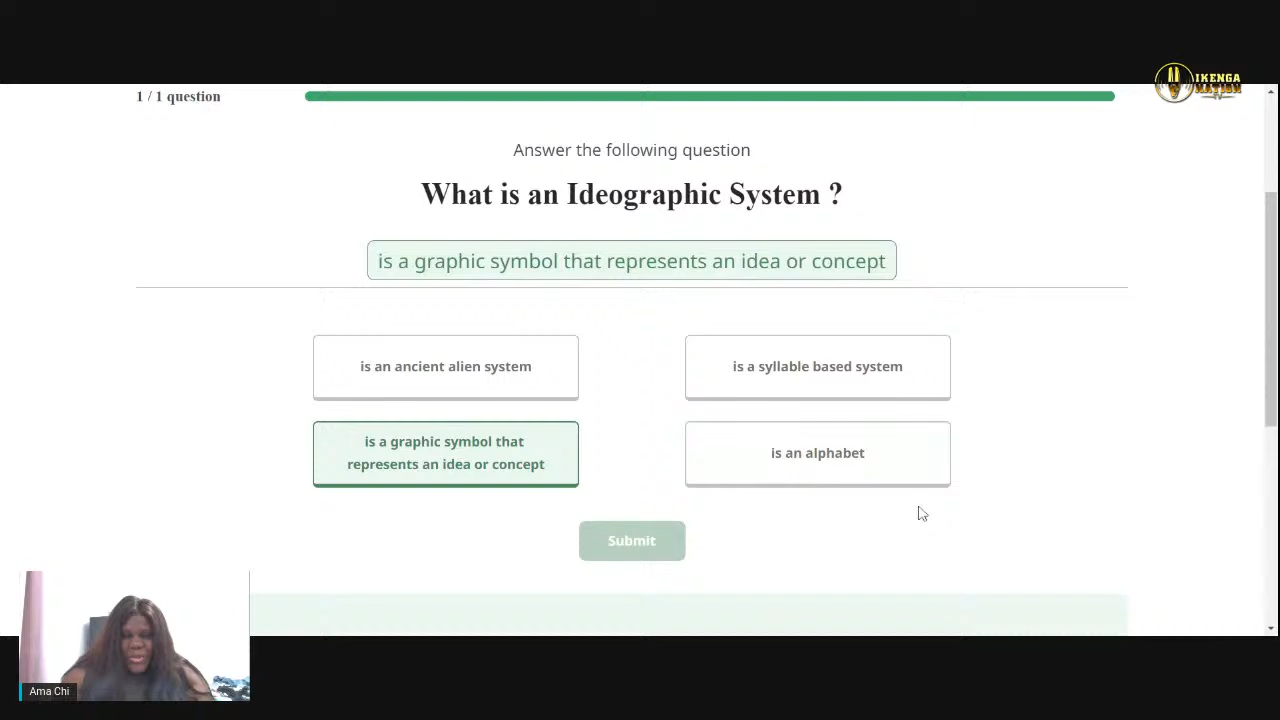 IKENGA
NATION
TV
1 / 1 question
Answer the following question
What is an Ideographic System ?
is a graphic symbol that represents an idea or concept
is an ancient alien system
is a syllable based system
is a graphic symbol that
represents an idea or concept
is an alphabet
Submit
Ama Chi